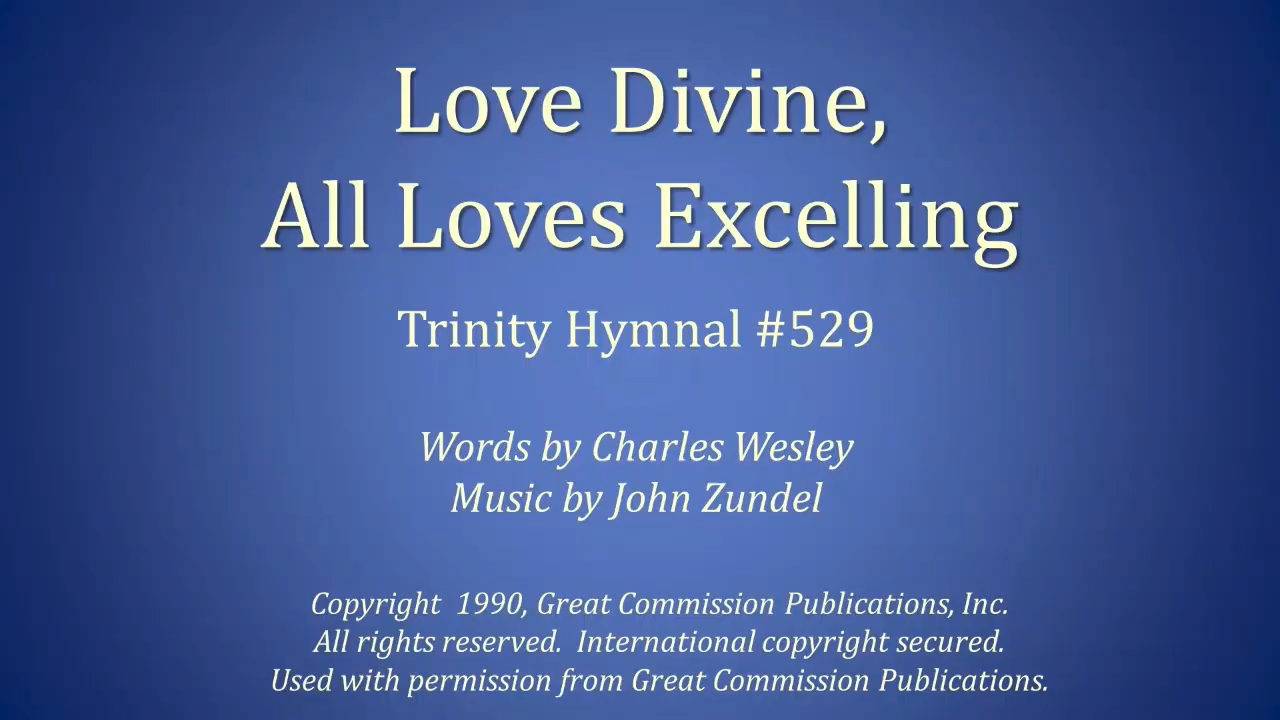 Love Divine,
All Loves Excelling
Trinity Hymnal #529
Words by Charles Wesley
Music by John Zundel
Copyright  1990, Great Commission Publications, Inc.
All rights reserved.  International copyright secured.
Used with permission from Great Commission Publications.